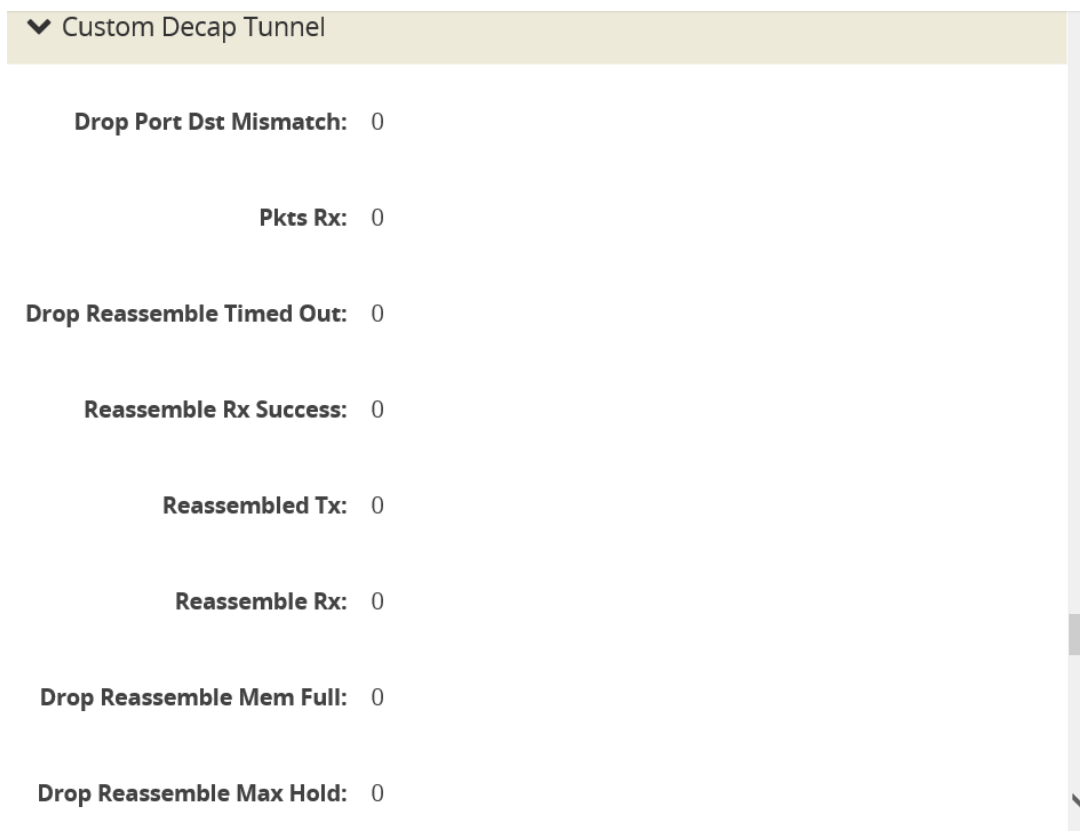 Custom Decap Tunnel
Drop Port Dst Mismatch: 0
Pkts Rx: 0
Drop Reassemble Timed Out: 0
Reassemble Rx Success: 0
Reassembled Tx: 0
Reassemble Rx: 0
Drop Reassemble Mem Full: 0
Drop Reassemble Max Hold: 0